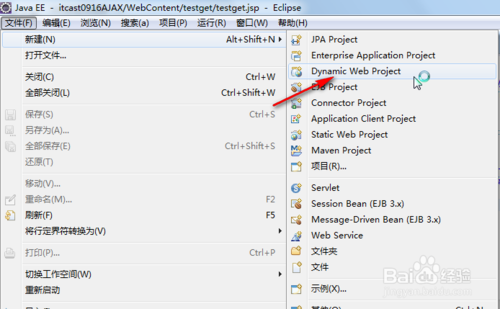 Java EE - itcast0916AJAX/WebContent/testget/testget.jsp - Eclipse
文件(F) 编辑(E) 浏览(N) 搜索(a) 项目(P) 运行(R) 窗口(W) 帮助(H)
新建(N) Alt+Shift+N
打开文件...
关闭(C) Ctrl+W
全部关闭(L) Ctrl+Shift+W
保存(S) Ctrl+S
另存为(A)...
全部保存(E) Ctrl+Shift+S
还原(T)
移动(V)...
重命名(M)... F2
刷新(F) F5
将行定界符转换为(V)
打印(P)... Ctrl+P
切换工作空间(W)
重新启动
JPA Project
Enterprise Application Project
Dynamic Web Project
EJB Project
Connector Project
Application Client Project
Static Web Project
Maven Project
项目(R)...
Servlet
Session Bean (EJB 3.x)
Message-Driven Bean (EJB 3.x)
Web Service
文件夹
文件
示例(X)...
Baidu 经验
jingyan.baidu.com